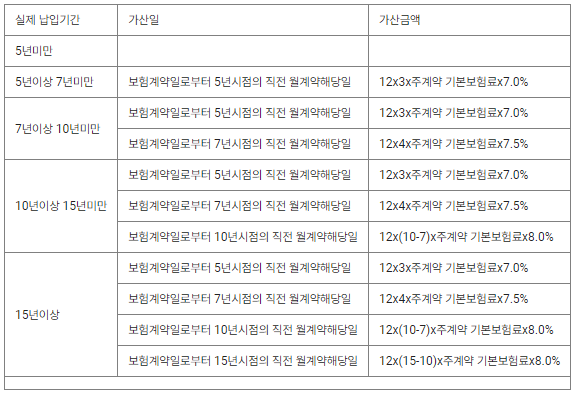 실제 납입기간 가산일 가산금액
5년미만
5년이상 7년미만 보험계약일로부터 5년시점의 직전 월계약해당일 12x3x주계약 기본보험료x7.0%
7년이상 10년미만 보험계약일로부터 5년시점의 직전 월계약해당일 12x3x주계약 기본보험료x7.0%
보험계약일로부터 7년시점의 직전 월계약해당일 12x4x주계약 기본보험료x7.5%
10년이상 15년미만 보험계약일로부터 5년시점의 직전 월계약해당일 12x3x주계약 기본보험료x7.0%
보험계약일로부터 7년시점의 직전 월계약해당일 12x4x주계약 기본보험료x7.5%
보험계약일로부터 10년시점의 직전 월계약해당일 12x(10-7)x주계약 기본보험료x8.0%
15년이상 보험계약일로부터 5년시점의 직전 월계약해당일 12x3x주계약 기본보험료x7.0%
보험계약일로부터 7년시점의 직전 월계약해당일 12x4x주계약 기본보험료x7.5%
보험계약일로부터 10년시점의 직전 월계약해당일 12x(10-7)x주계약 기본보험료x8.0%
보험계약일로부터 15년시점의 직전 월계약해당일 12x(15-10)x주계약 기본보험료x8.0%